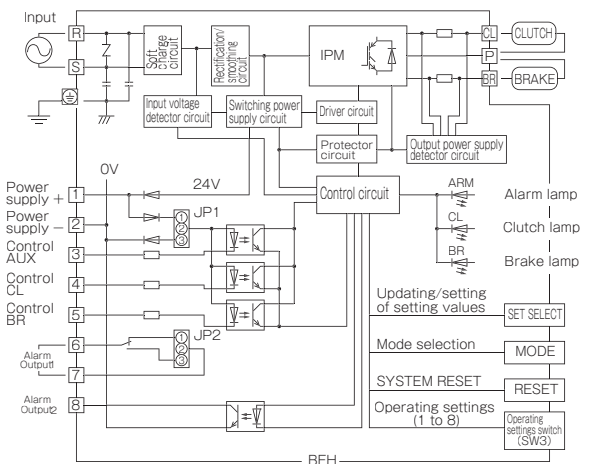 Input
R
S
Soft
charge
circuit
Rectification/
smoothing
circuit
IPM
CL
CLUTCH
P
BR
BRAKE
Input voltage
detector circuit
Switching power
supply circuit
Driver circuit
Protector
circuit
Output power supply
detector circuit
0V
24V
Control circuit
Power
supply +
1
Power
supply −
2
Control
AUX
3
Control
CL
4
Control
BR
5
JP1
1
2
3
ARM
Alarm lamp
CL
Clutch lamp
BR
Brake lamp
Updating/setting
of setting values
SET SELECT
Mode selection
MODE
SYSTEM RESET
RESET
Operating settings
(1 to 8)
Operating
settings switch
(SW3)
JP2
1
2
3
6
Alarm
Output1
7
Alarm
Output2
8
BEH